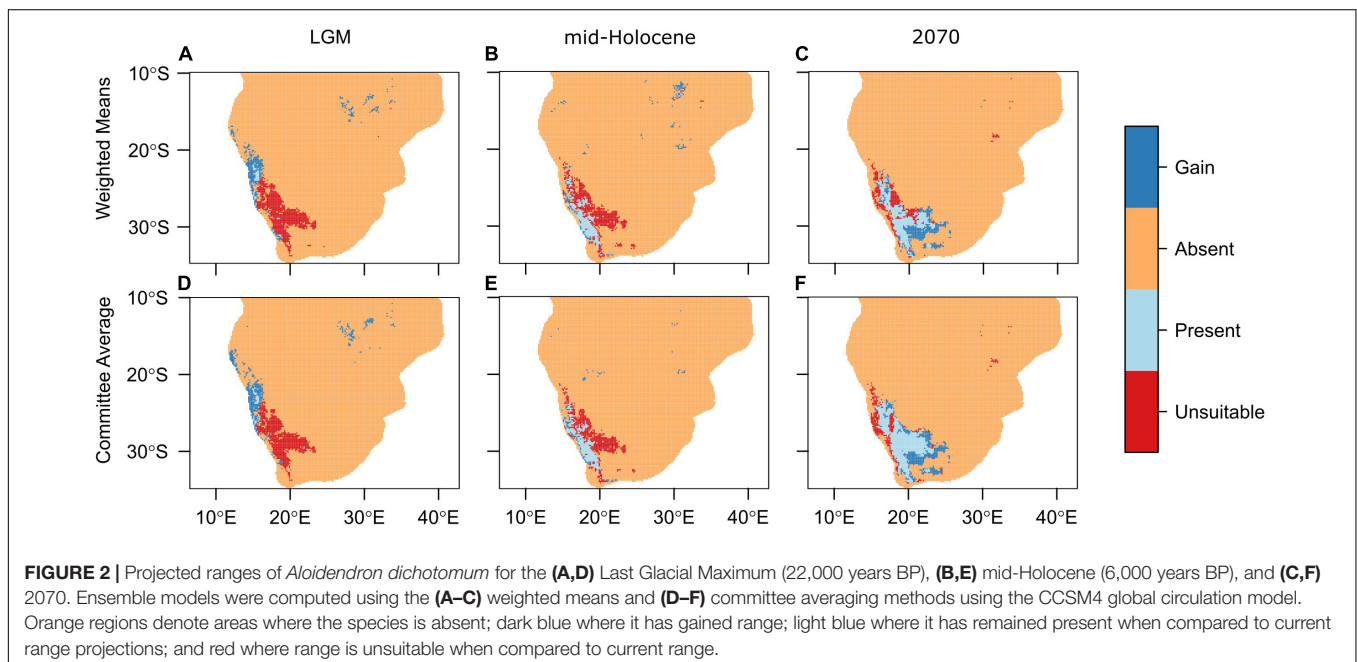 LGM
mid-Holocene
2070
A
B
C
Weighted Means
10°S
20°S
30°S
D
E
F
Committee Average
10°S
20°S
30°S
10°E 20°E 30°E 40°E
10°E 20°E 30°E 40°E
10°E 20°E 30°E 40°E
Gain
Absent
Present
Unsuitable
FIGURE 2 | Projected ranges of Aloidendron dichotomum for the (A,D) Last Glacial Maximum (22,000 years BP), (B,E) mid-Holocene (6,000 years BP), and (C,F)
2070. Ensemble models were computed using the (A–C) weighted means and (D–F) committee averaging methods using the CCSM4 global circulation model.
Orange regions denote areas where the species is absent; dark blue where it has gained range; light blue where it has remained present when compared to current
range projections; and red where range is unsuitable when compared to current range.